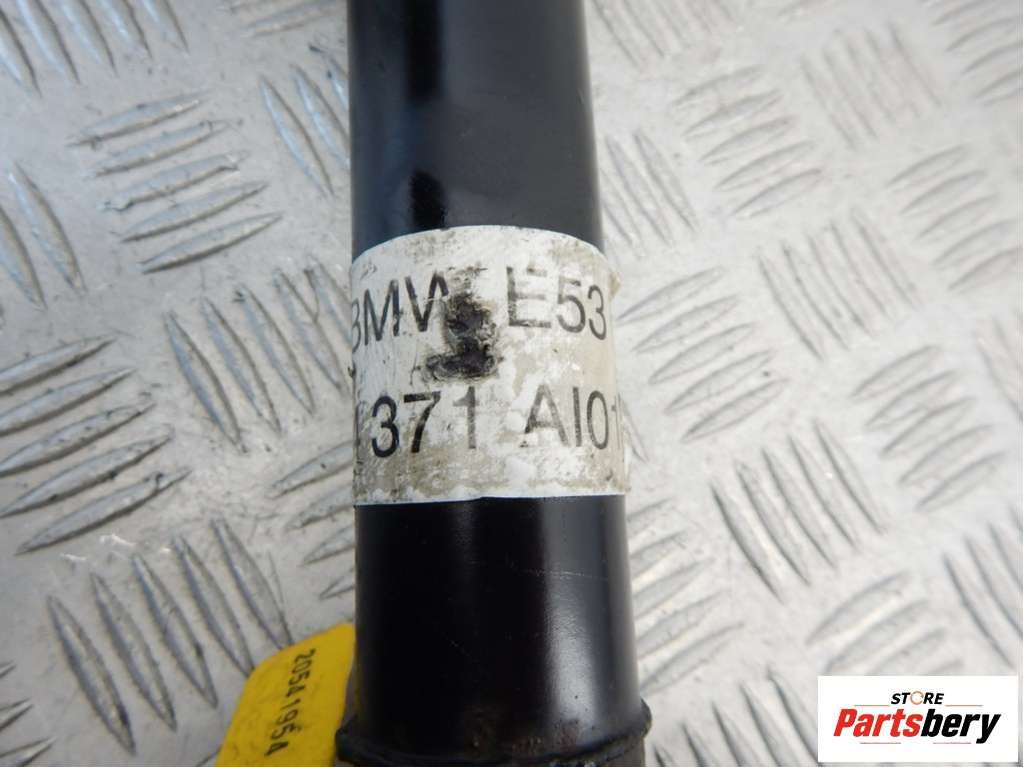 BMW E53
371 AI01
20541954
STORE
Partsbery